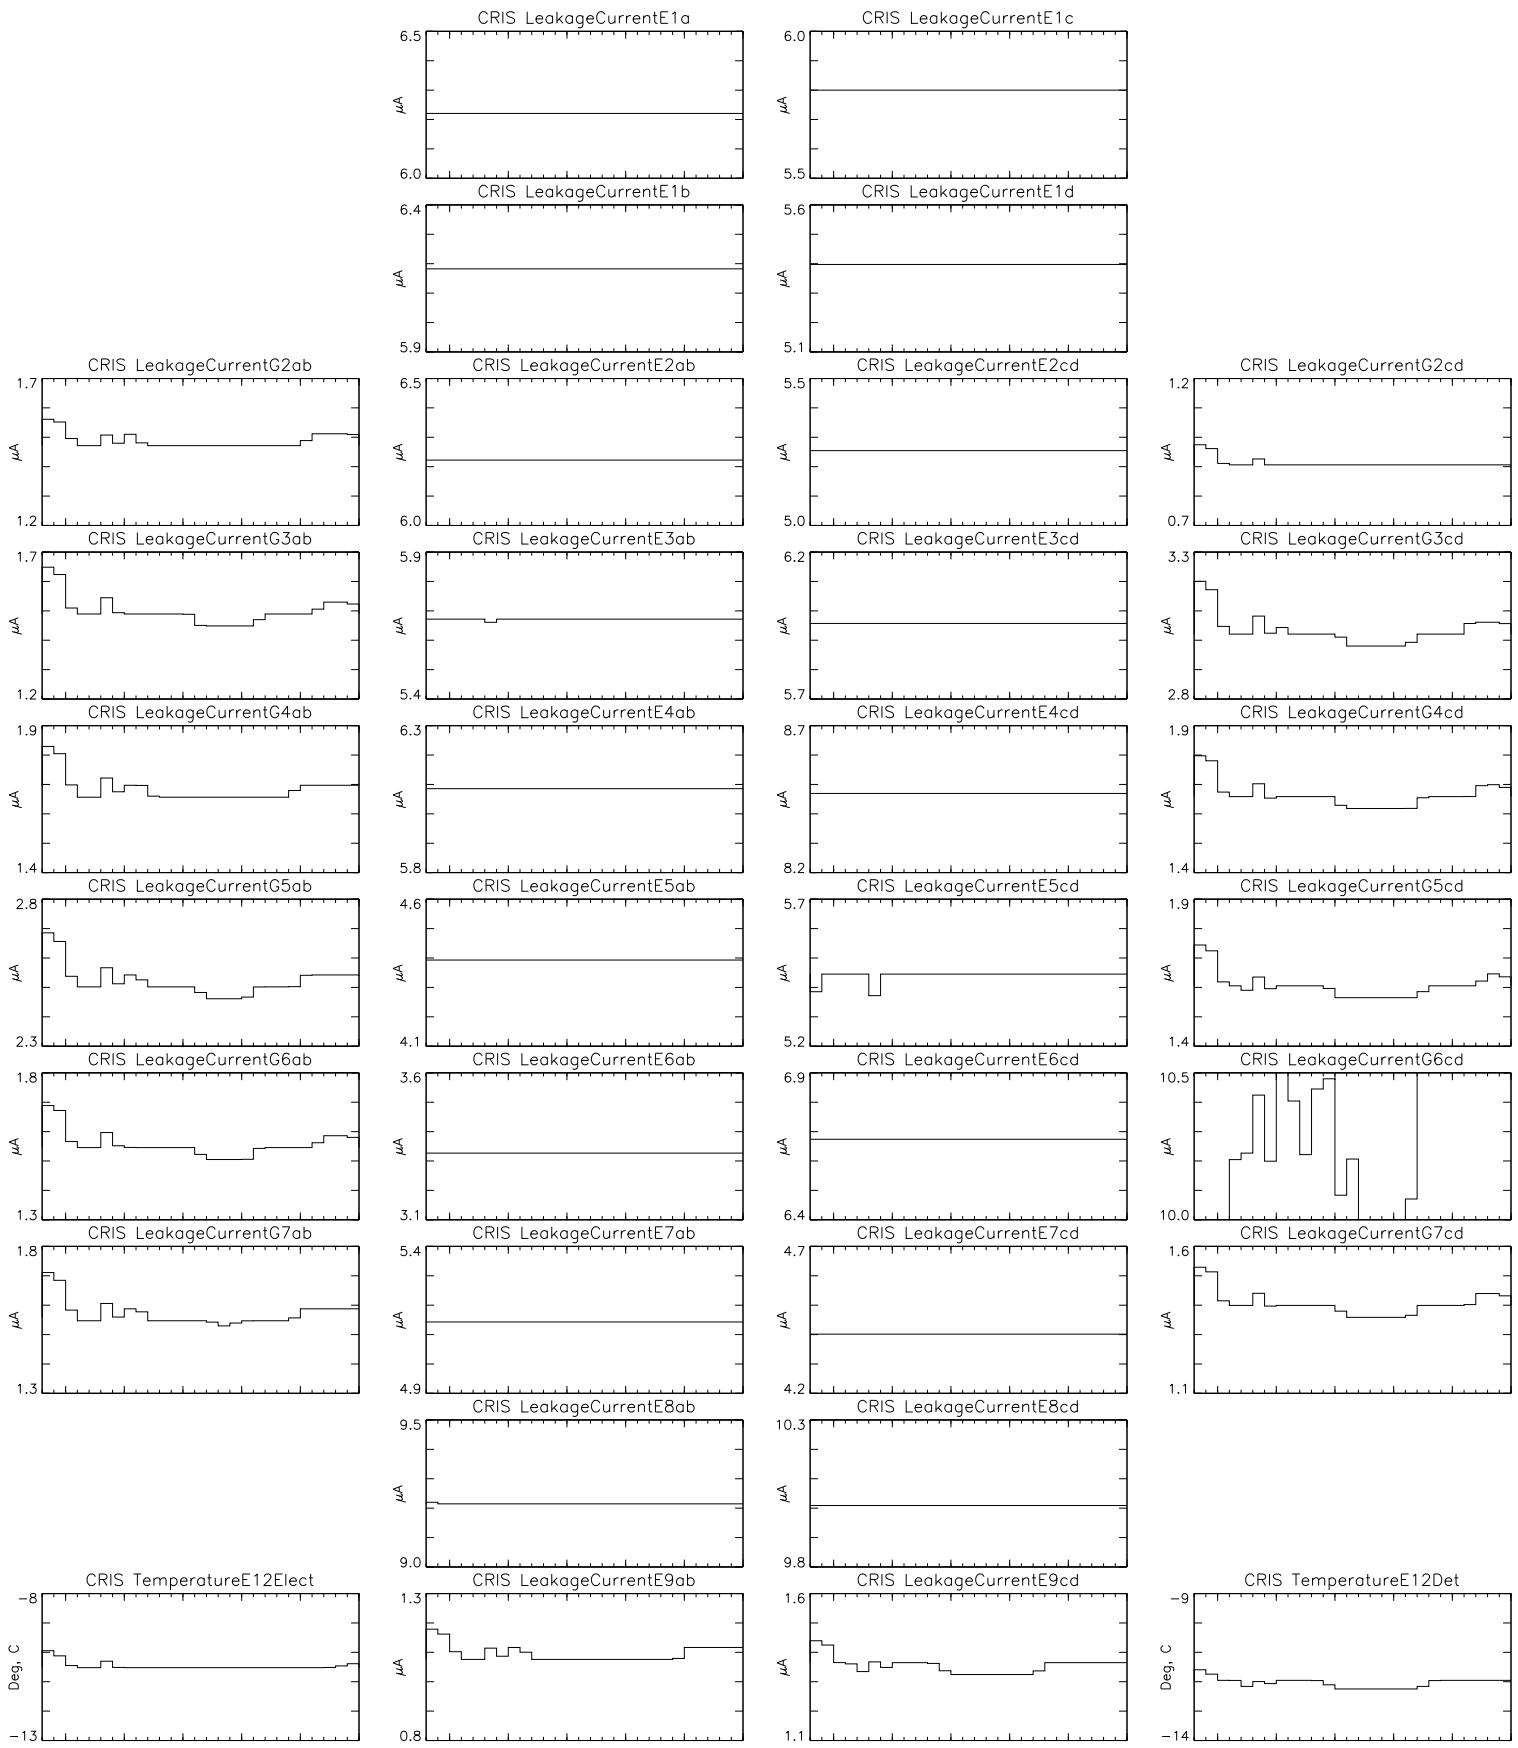 CRIS LeakageCurrentE1a CRIS LeakageCurrentE1c
6.5 6.0
μA μA
6.0 5.5
CRIS LeakageCurrentE1b CRIS LeakageCurrentE1d
6.4 5.6
μA μA
5.9 5.1
CRIS LeakageCurrentG2ab CRIS LeakageCurrentE2ab CRIS LeakageCurrentE2cd CRIS LeakageCurrentG2cd
1.7 6.5 5.5 1.2
μA μA μA μA
1.2 6.0 5.0 0.7
CRIS LeakageCurrentG3ab CRIS LeakageCurrentE3ab CRIS LeakageCurrentE3cd CRIS LeakageCurrentG3cd
1.7 5.9 6.2 3.3
μA μA μA μA
1.2 5.4 5.7 2.8
CRIS LeakageCurrentG4ab CRIS LeakageCurrentE4ab CRIS LeakageCurrentE4cd CRIS LeakageCurrentG4cd
1.9 6.3 8.7 1.9
μA μA μA μA
1.4 5.8 8.2 1.4
CRIS LeakageCurrentG5ab CRIS LeakageCurrentE5ab CRIS LeakageCurrentE5cd CRIS LeakageCurrentG5cd
2.8 4.6 5.7 1.9
μA μA μA μA
2.3 4.1 5.2 1.4
CRIS LeakageCurrentG6ab CRIS LeakageCurrentE6ab CRIS LeakageCurrentE6cd CRIS LeakageCurrentG6cd
1.8 3.6 6.9 10.5
μA μA μA μA
1.3 3.1 6.4 10.0
CRIS LeakageCurrentG7ab CRIS LeakageCurrentE7ab CRIS LeakageCurrentE7cd CRIS LeakageCurrentG7cd
1.8 5.4 4.7 1.6
μA μA μA μA
1.3 4.9 4.2 1.1
CRIS LeakageCurrentE8ab CRIS LeakageCurrentE8cd
9.5 10.3
μA μA
9.0 9.8
CRIS TemperatureE12Elect CRIS LeakageCurrentE9ab CRIS LeakageCurrentE9cd CRIS TemperatureE12Det
-8 1.3 1.6 -9
Deg, C μA μA Deg, C
-13 0.8 1.1 -14